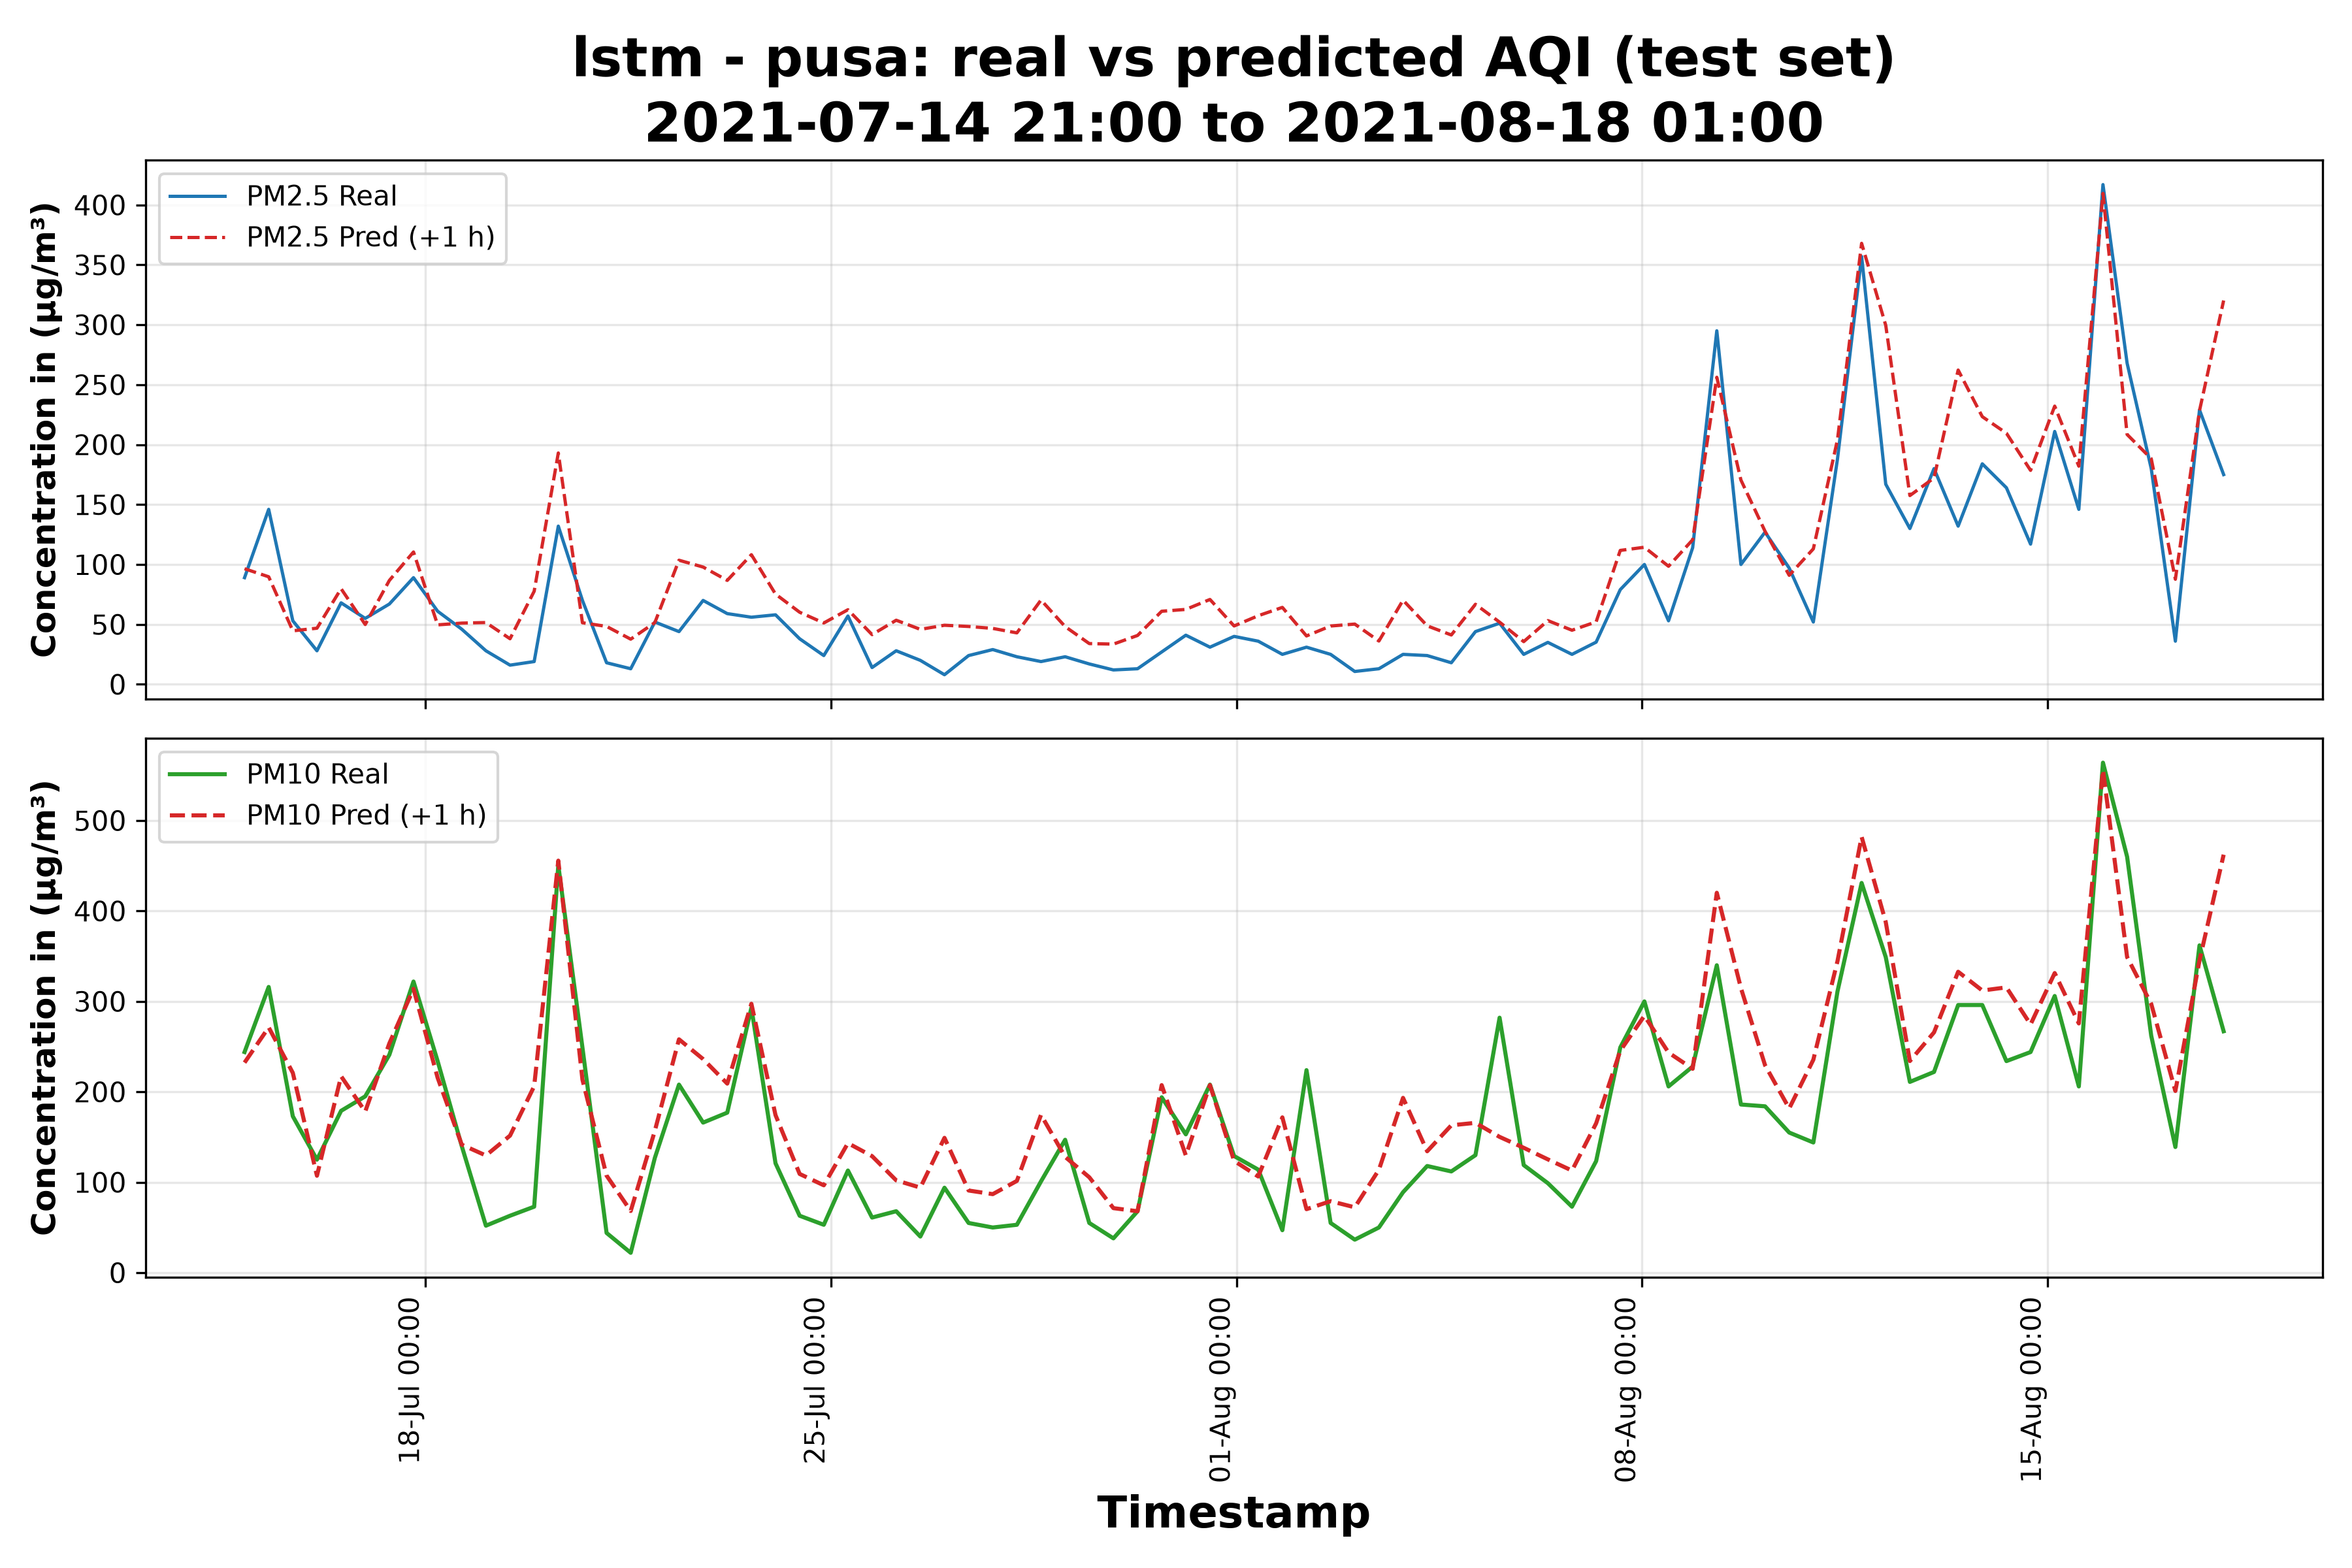 lstm - pusa: real vs predicted AQI (test set)
2021-07-14 21:00 to 2021-08-18 01:00
Concentration in (µg/m³)
400
350
300
250
200
150
100
50
0
PM2.5 Real
PM2.5 Pred (+1 h)
Concentration in (µg/m³)
500
400
300
200
100
0
PM10 Real
PM10 Pred (+1 h)
18-Jul 00:00
25-Jul 00:00
01-Aug 00:00
08-Aug 00:00
15-Aug 00:00
Timestamp